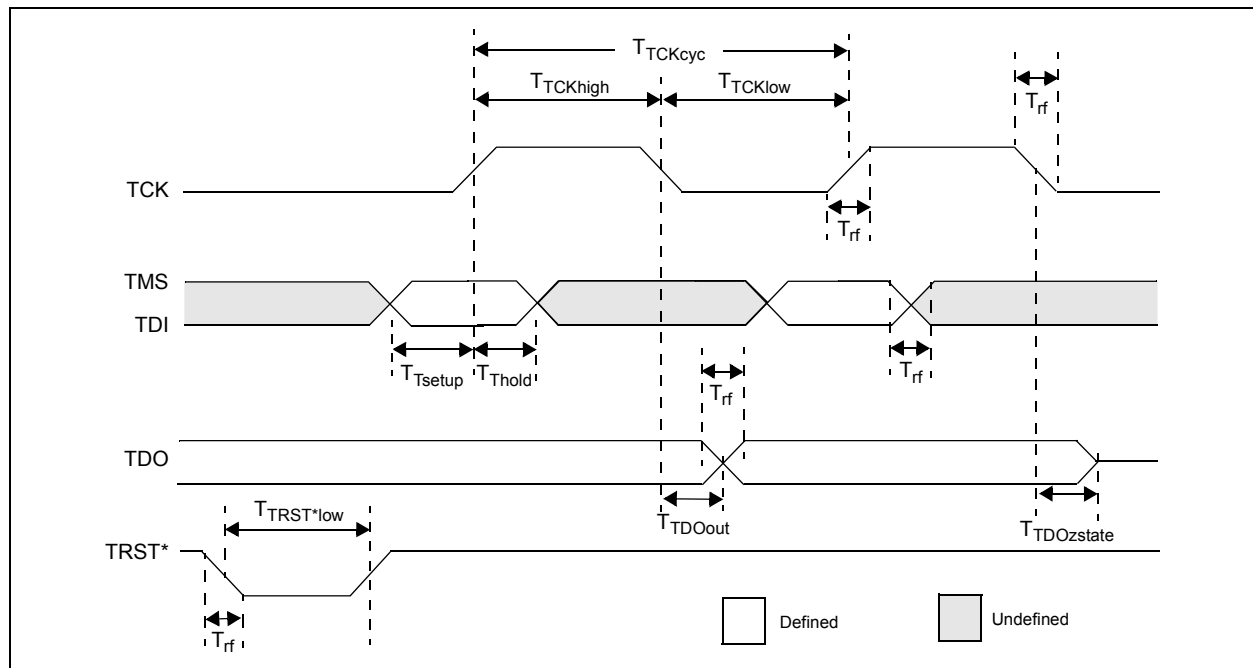 TTCKcyc
TTCKhigh
TTCKlow
Trf
TCK
Trf
TMS
TDI
TTsetup
TThold
Trf
Trf
TDO
TTRST*low
TTDOout
TTDOzstate
TRST*
Trf
Defined
Undefined